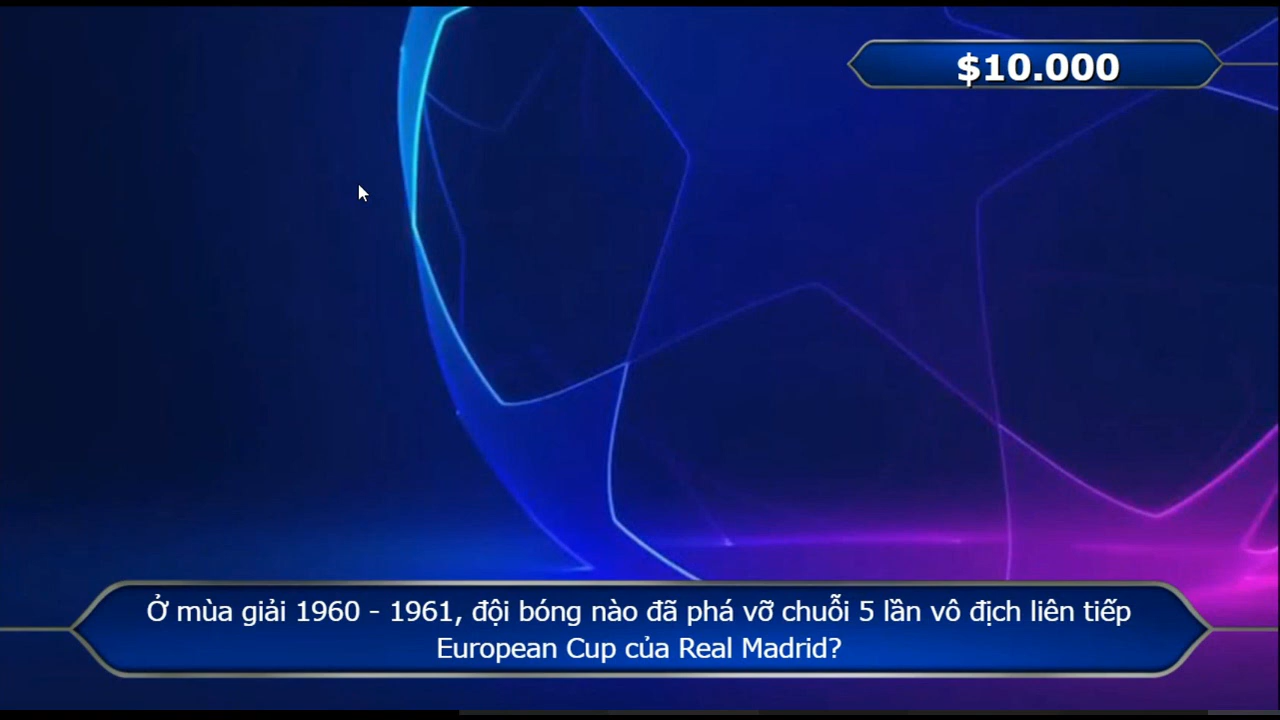 $10.000
Ở mùa giải 1960 - 1961, đội bóng nào đã phá vỡ chuỗi 5 lần vô địch liên tiếp
European Cup của Real Madrid?